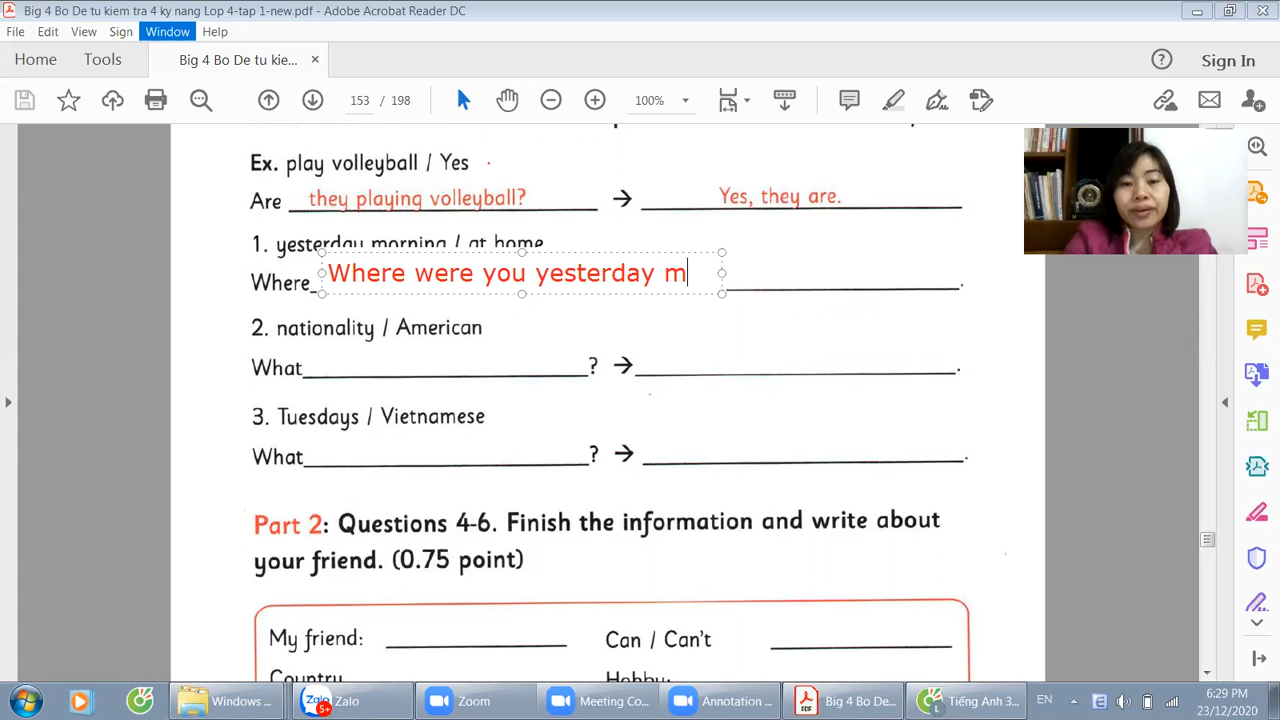 Big 4 Bo De tu kiem tra 4 ky nang Lop 4-tap 1-new.pdf - Adobe Acrobat Reader DC
File Edit View Sign Window Help
Home Tools Big 4 Bo De tu kie... × Sign In
153 / 198 100%
Ex. play volleyball / Yes
Are they playing volleyball? → Yes, they are.
1. yesterday morning / at home
Where Where were you yesterday m .
2. nationality / American
What ? → .
3. Tuesdays / Vietnamese
What ? → .
Part 2: Questions 4-6. Finish the information and write about
your friend. (0.75 point)
My friend: Can / Can't
Country Hobby:
Windows ... Zalo 5+ Zoom Meeting Co... Annotation ... Big 4 Bo De... Tiếng Anh 3... EN 6:29 PM
23/12/2020